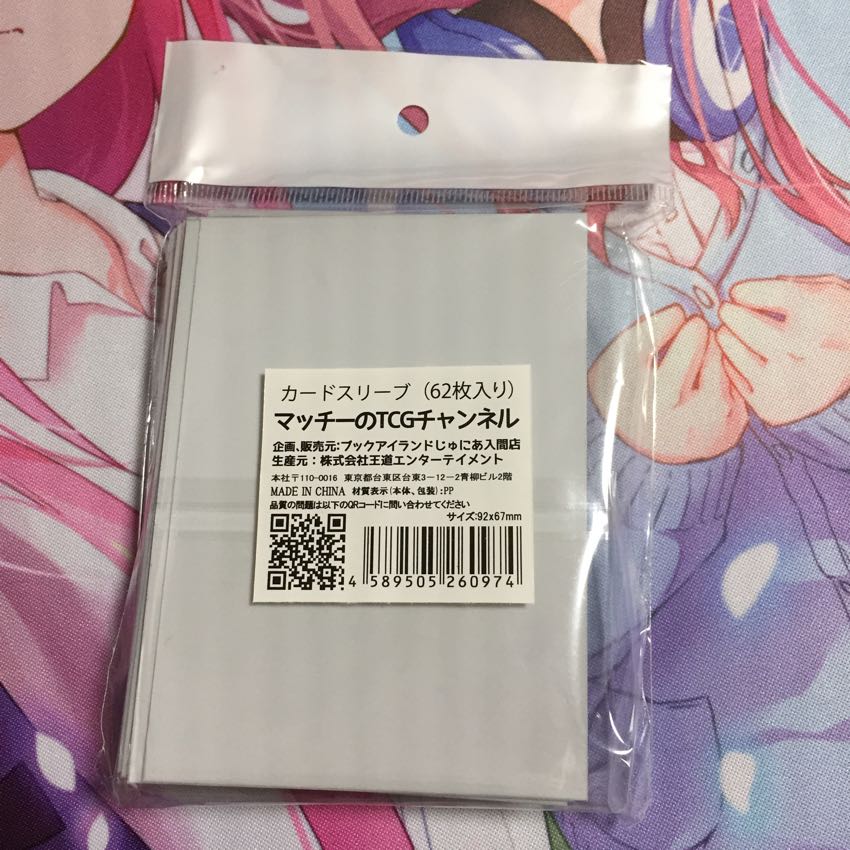 カードスリーブ（62枚入り）
マッチーのTCGチャンネル
企画、販売元：ブックアイランドじゅにあ入間店
生産元：株式会社王道エンターテイメント
本社〒110-0016 東京都台東区台東3－12－2青柳ビル2階
MADE IN CHINA 材質表示(本体、包装):PP
品質の問題は以下のQRコードに問い合わせてください
サイズ:92x67mm
4 589505 260974